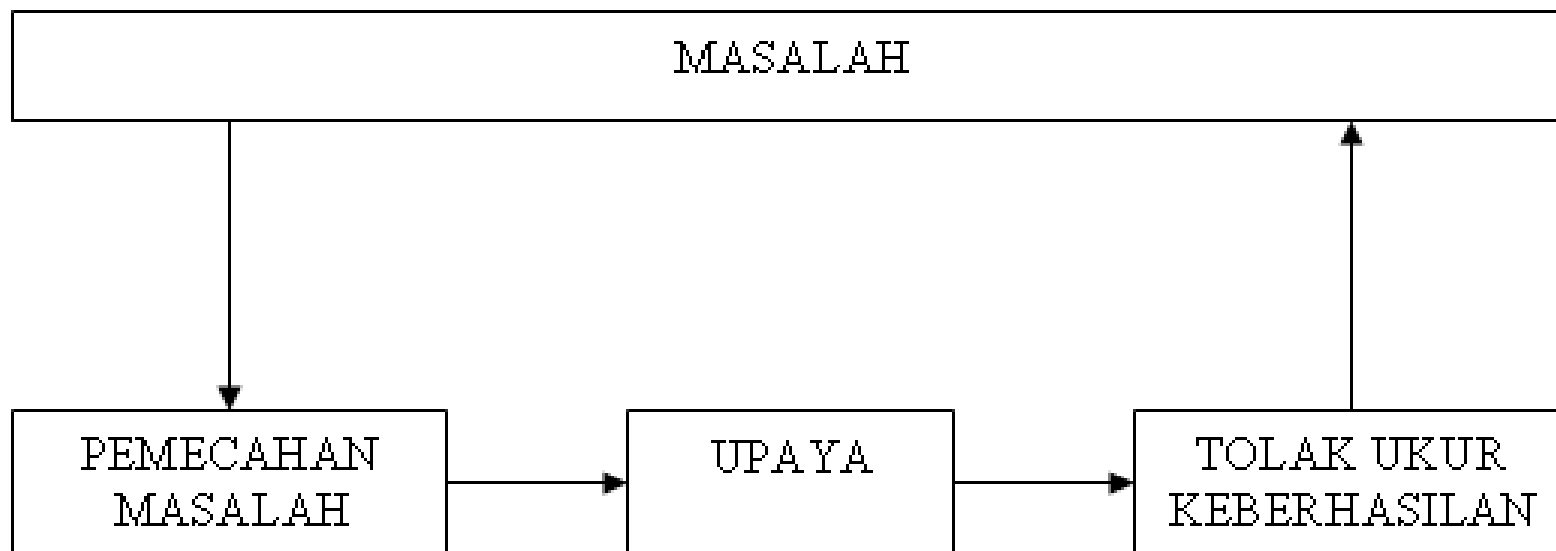 MASALAH
PEMECAHAN
MASALAH
UPAYA
TOLAK UKUR
KEBERHASILAN